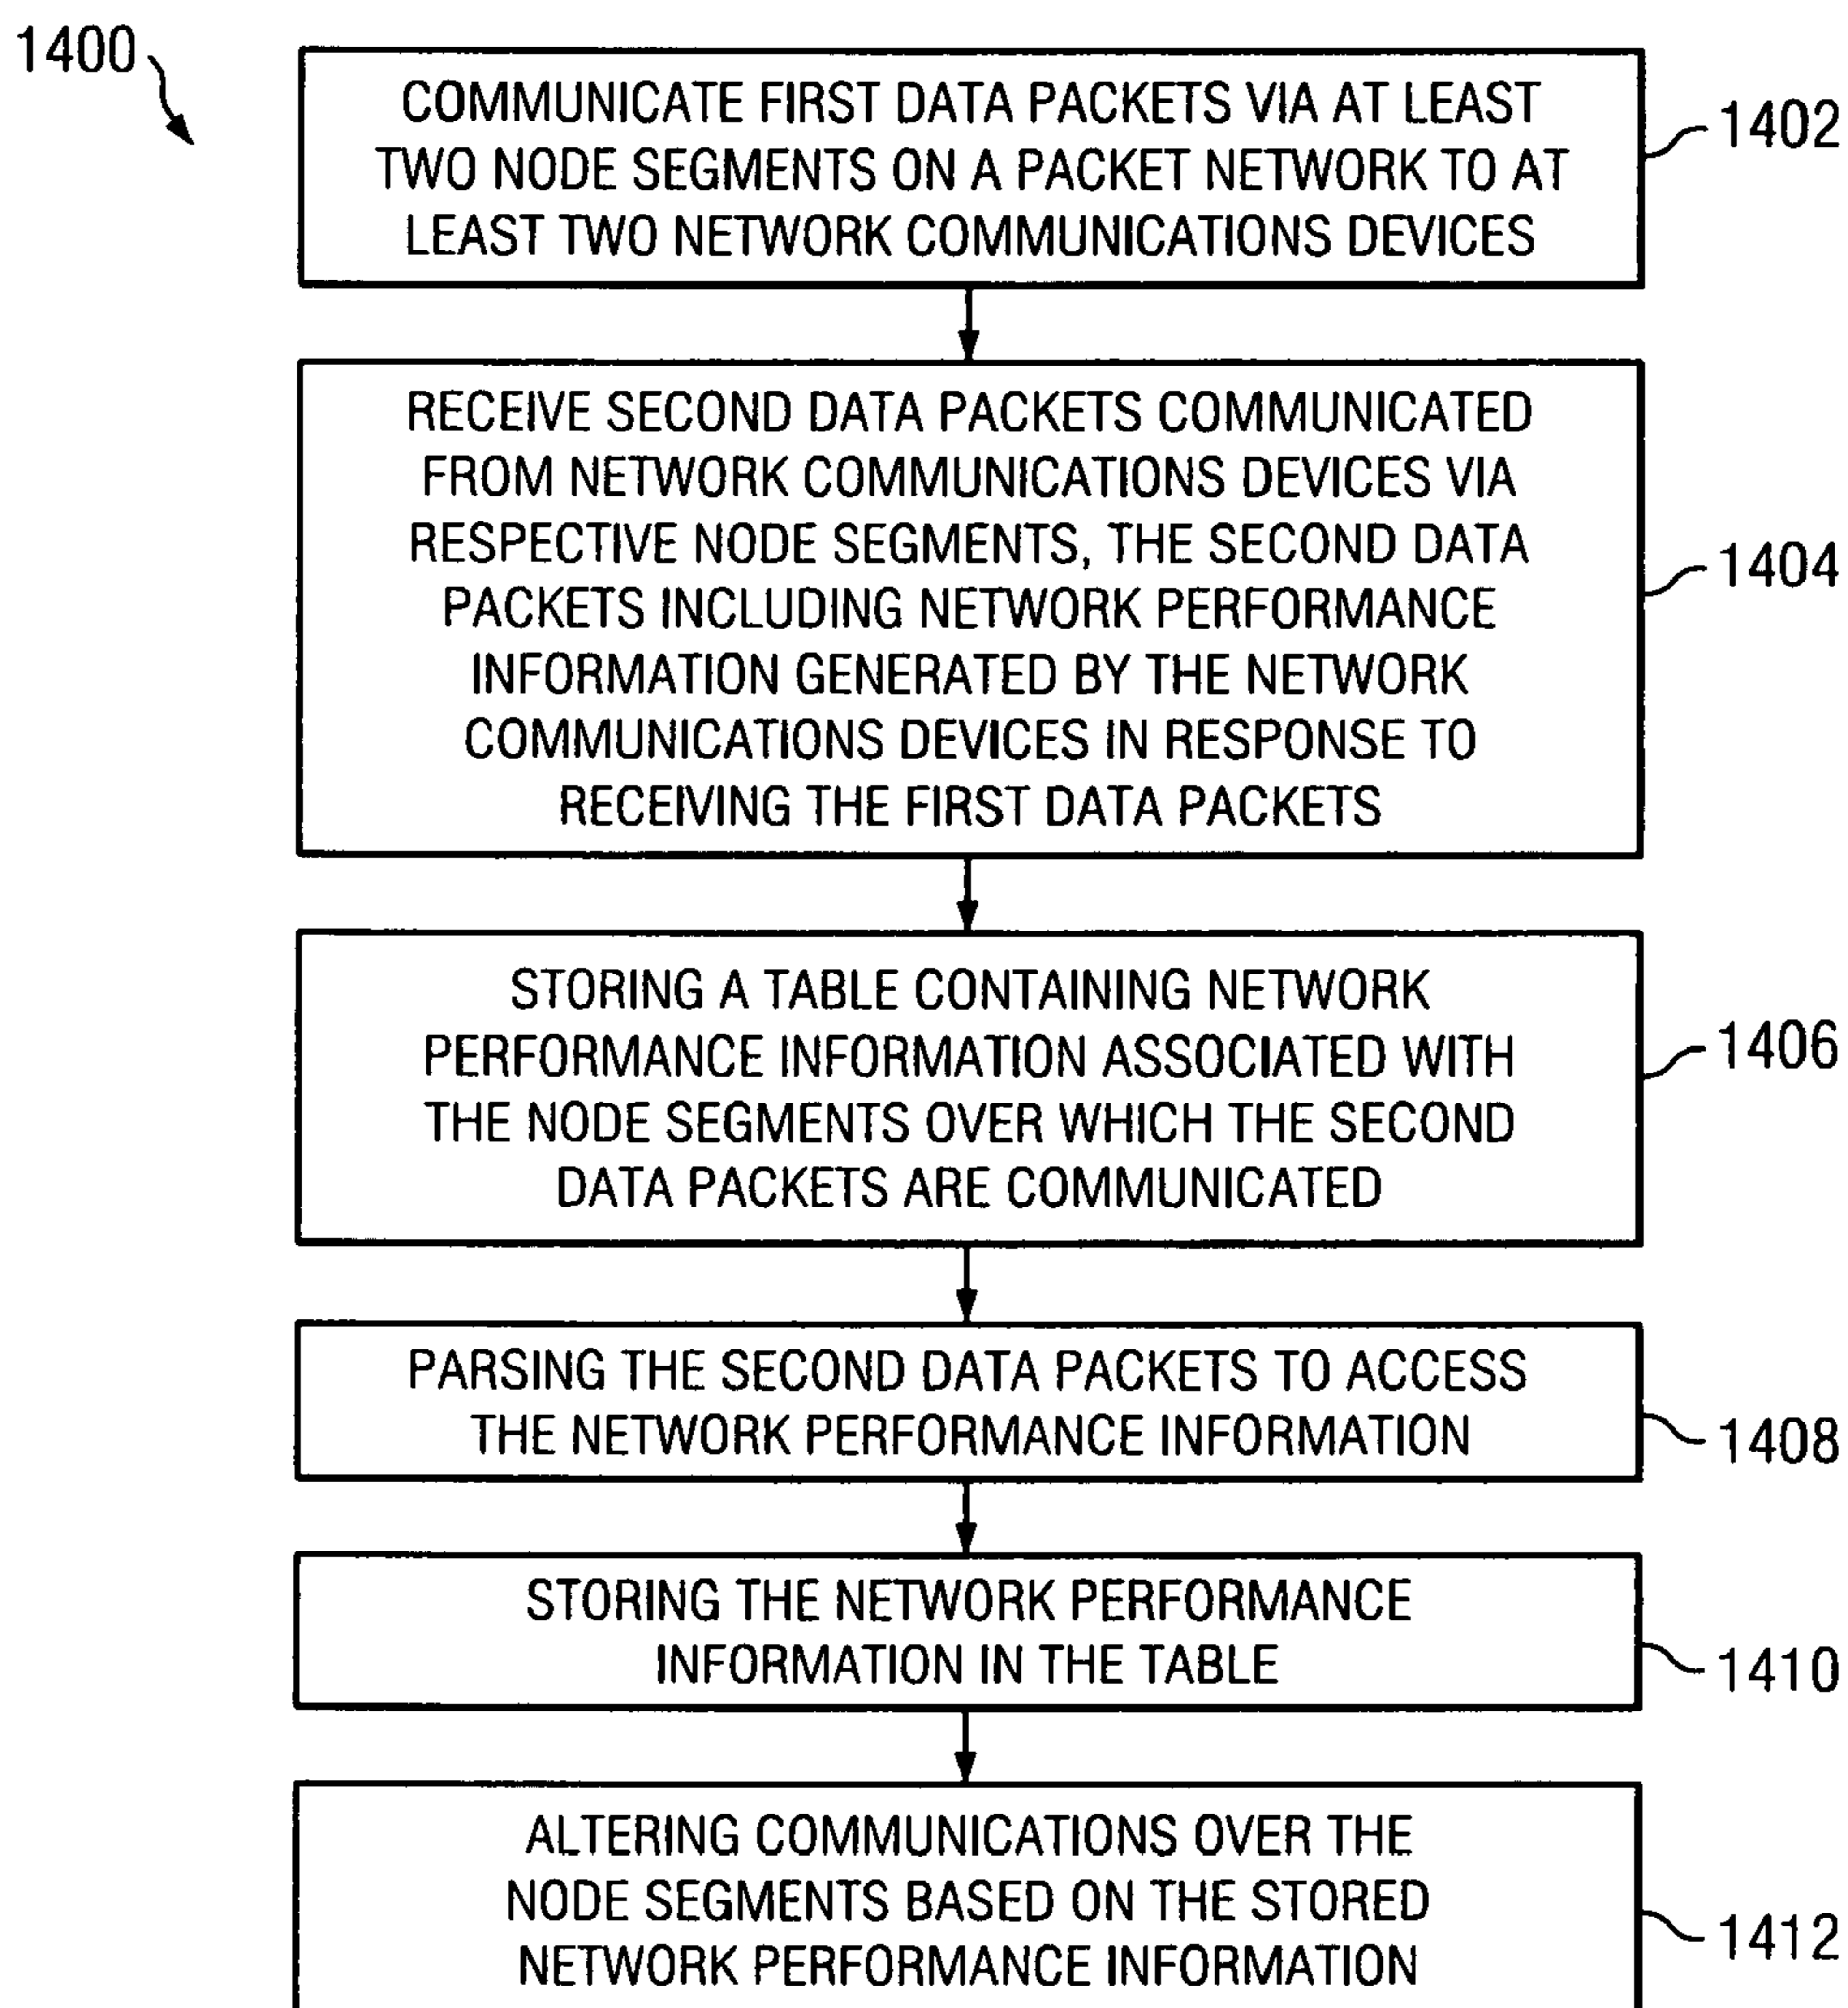 1400
COMMUNICATE FIRST DATA PACKETS VIA AT LEAST
TWO NODE SEGMENTS ON A PACKET NETWORK TO AT
LEAST TWO NETWORK COMMUNICATIONS DEVICES
1402
RECEIVE SECOND DATA PACKETS COMMUNICATED
FROM NETWORK COMMUNICATIONS DEVICES VIA
RESPECTIVE NODE SEGMENTS, THE SECOND DATA
PACKETS INCLUDING NETWORK PERFORMANCE
INFORMATION GENERATED BY THE NETWORK
COMMUNICATIONS DEVICES IN RESPONSE TO
RECEIVING THE FIRST DATA PACKETS
1404
STORING A TABLE CONTAINING NETWORK
PERFORMANCE INFORMATION ASSOCIATED WITH
THE NODE SEGMENTS OVER WHICH THE SECOND
DATA PACKETS ARE COMMUNICATED
1406
PARSING THE SECOND DATA PACKETS TO ACCESS
THE NETWORK PERFORMANCE INFORMATION
1408
STORING THE NETWORK PERFORMANCE
INFORMATION IN THE TABLE
1410
ALTERING COMMUNICATIONS OVER THE
NODE SEGMENTS BASED ON THE STORED
NETWORK PERFORMANCE INFORMATION
1412